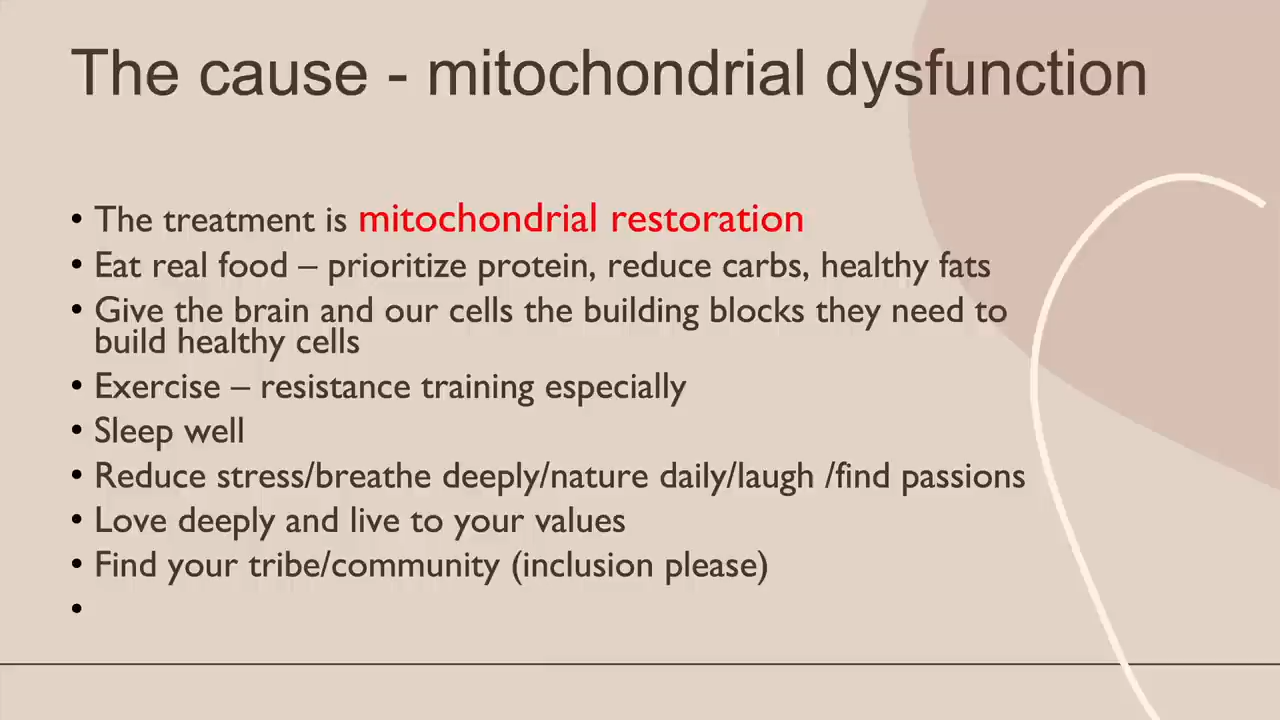 The cause - mitochondrial dysfunction
• The treatment is mitochondrial restoration
• Eat real food – prioritize protein, reduce carbs, healthy fats
• Give the brain and our cells the building blocks they need to
build healthy cells
• Exercise – resistance training especially
• Sleep well
• Reduce stress/breathe deeply/nature daily/laugh /find passions
• Love deeply and live to your values
• Find your tribe/community (inclusion please)
•